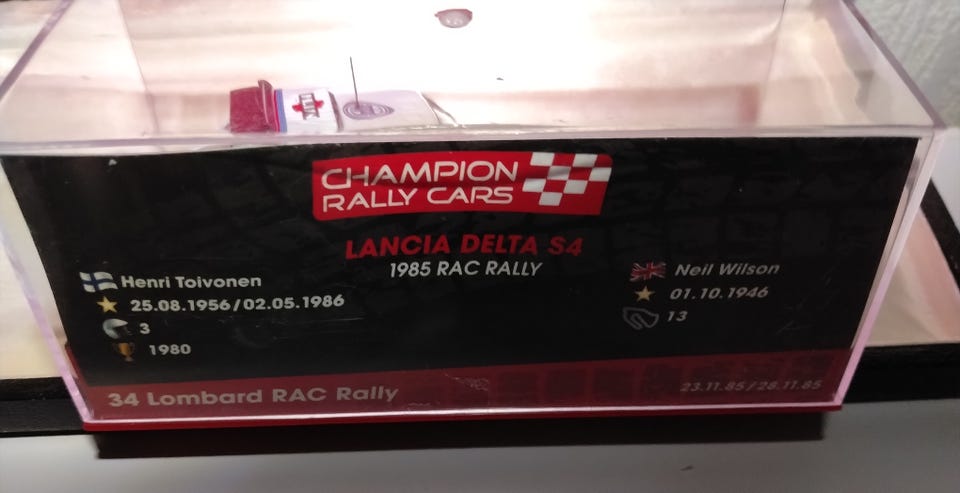 CHAMPION
RALLY CARS
LANCIA DELTA S4
1985 RAC RALLY
Henri Toivonen
25.08.1956/02.05.1986
3
1980
Neil Wilson
01.10.1946
13
34 Lombard RAC Rally
23.11.85/28.11.85